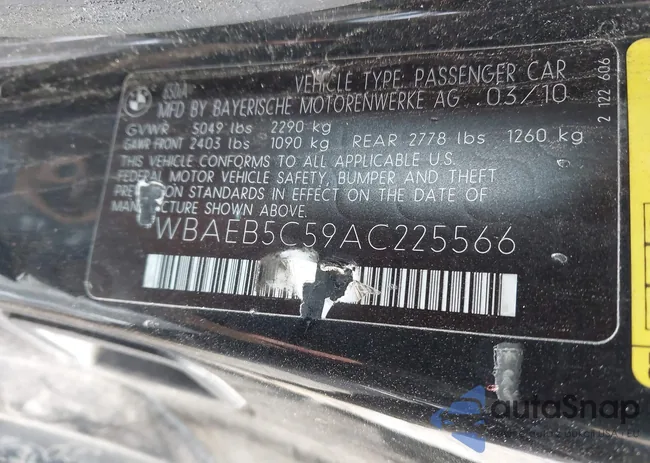 VEHICLE TYPE: PASSENGER CAR
MFD BY BAYERISCHE MOTORENWERKE AG 03/10
GVWR 5049 lbs 2290 kg
GAWR FRONT 2403 lbs 1090 kg REAR 2778 lbs 1260 kg
THIS VEHICLE CONFORMS TO ALL APPLICABLE U.S.
FEDERAL MOTOR VEHICLE SAFETY, BUMPER AND THEFT
STANDARDS IN EFFECT ON THE DATE OF
MANUFACTURE SHOWN ABOVE.
WBAEB5C59AC225566
2 122 606
autoSnap